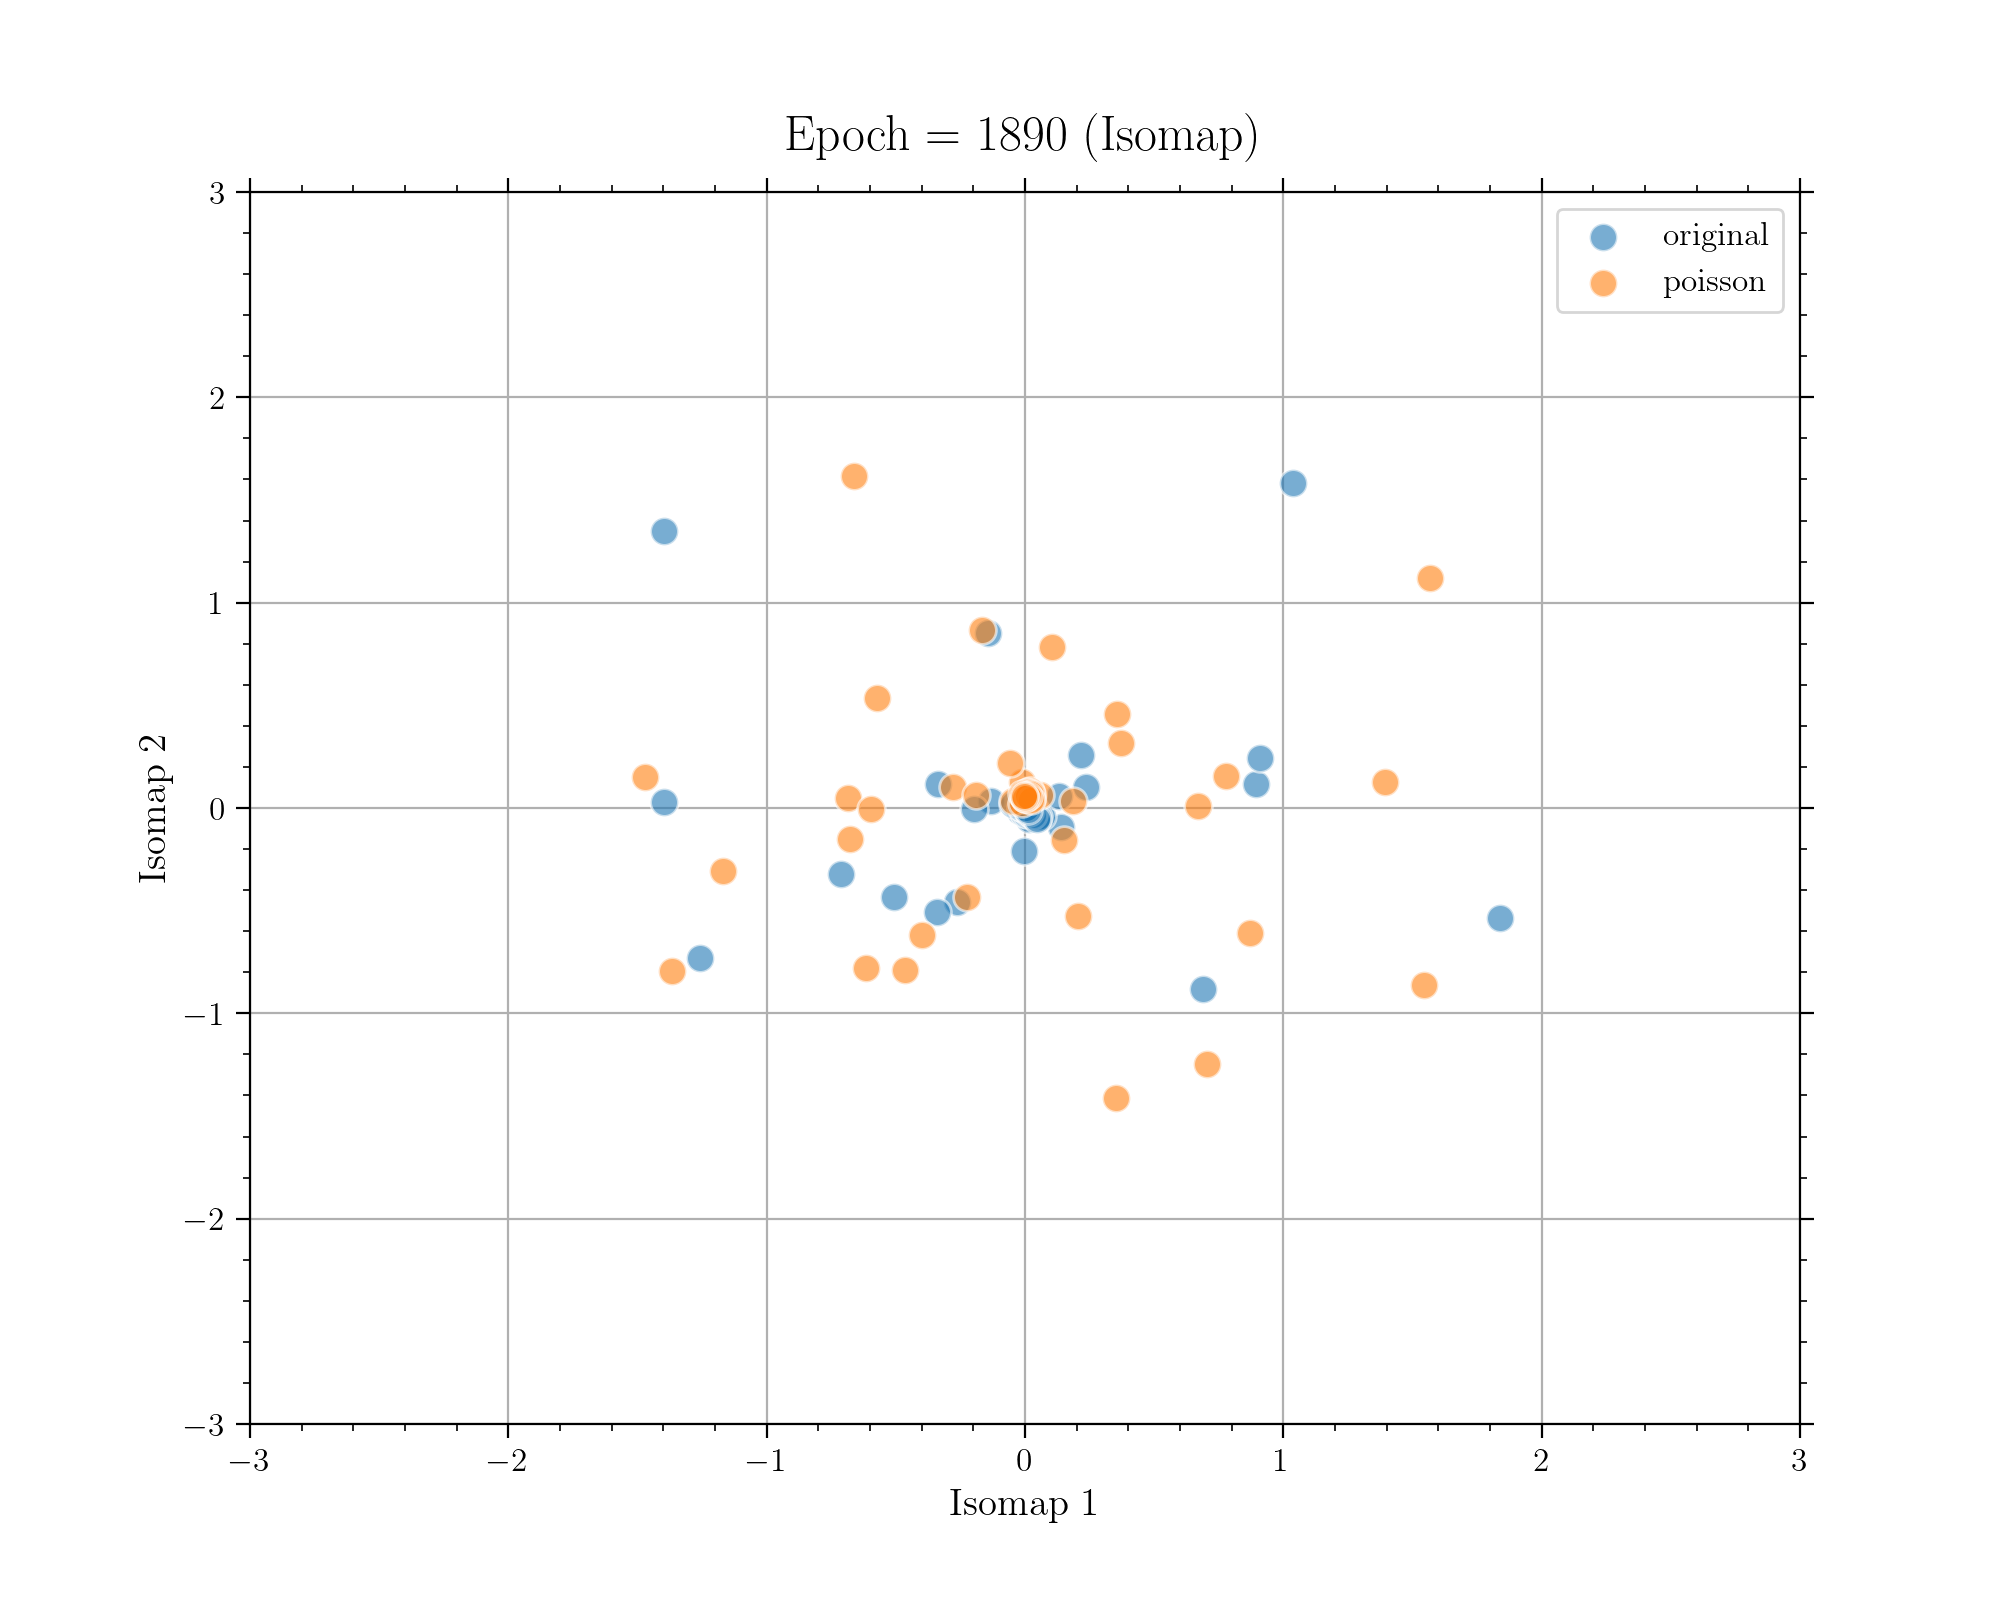 Epoch = 1890 (Isomap)
3
2
1
0
−1
−2
−3
Isomap 2
original
poisson
−3
−2
−1
0
1
2
3
Isomap 1